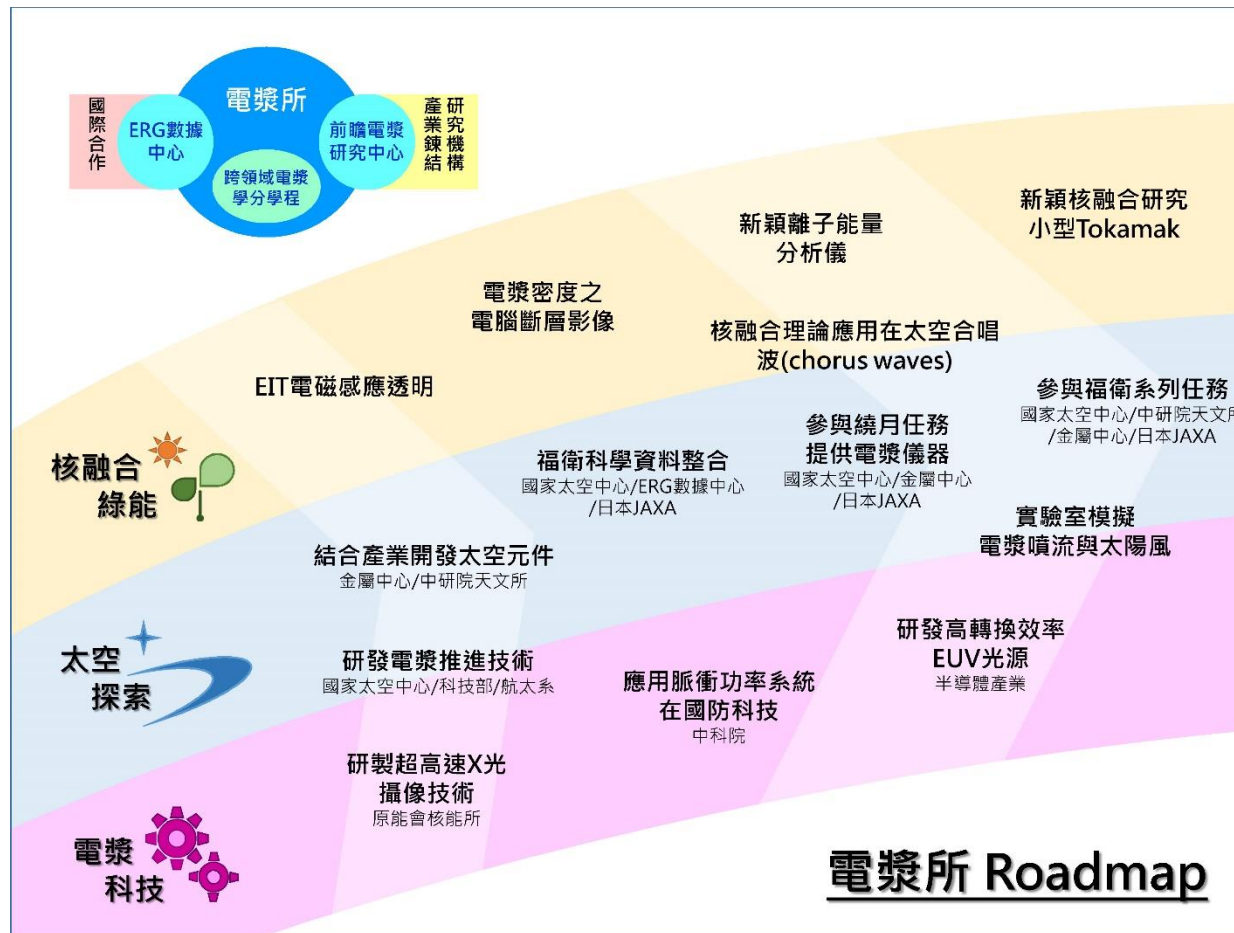 電漿所
國際合作
ERG數據
中心
前瞻電漿
研究中心
跨領域電漿
學分學程
研究機構
產業鍊結
新穎核融合研究
小型Tokamak
新穎離子能量
分析儀
電漿密度之
電腦斷層影像
核融合理論應用在太空合唱
波(chorus waves)
EIT電磁感應透明
核融合
綠能
參與福衛系列任務
國家太空中心/中研院天文所
/金屬中心/日本JAXA
參與繞月任務
提供電漿儀器
國家太空中心/金屬中心
/日本JAXA
福衛科學資料整合
國家太空中心/ERG數據中心
/日本JAXA
實驗室模擬
電漿噴流與太陽風
結合產業開發太空元件
金屬中心/中研院天文所
太空
探索
研發電漿推進技術
國家太空中心/科技部/航太系
研發高轉換效率
EUV光源
半導體產業
應用脈衝功率系統
在國防科技
中科院
研製超高速X光
攝像技術
原能會核能所
電漿
科技
電漿所 Roadmap